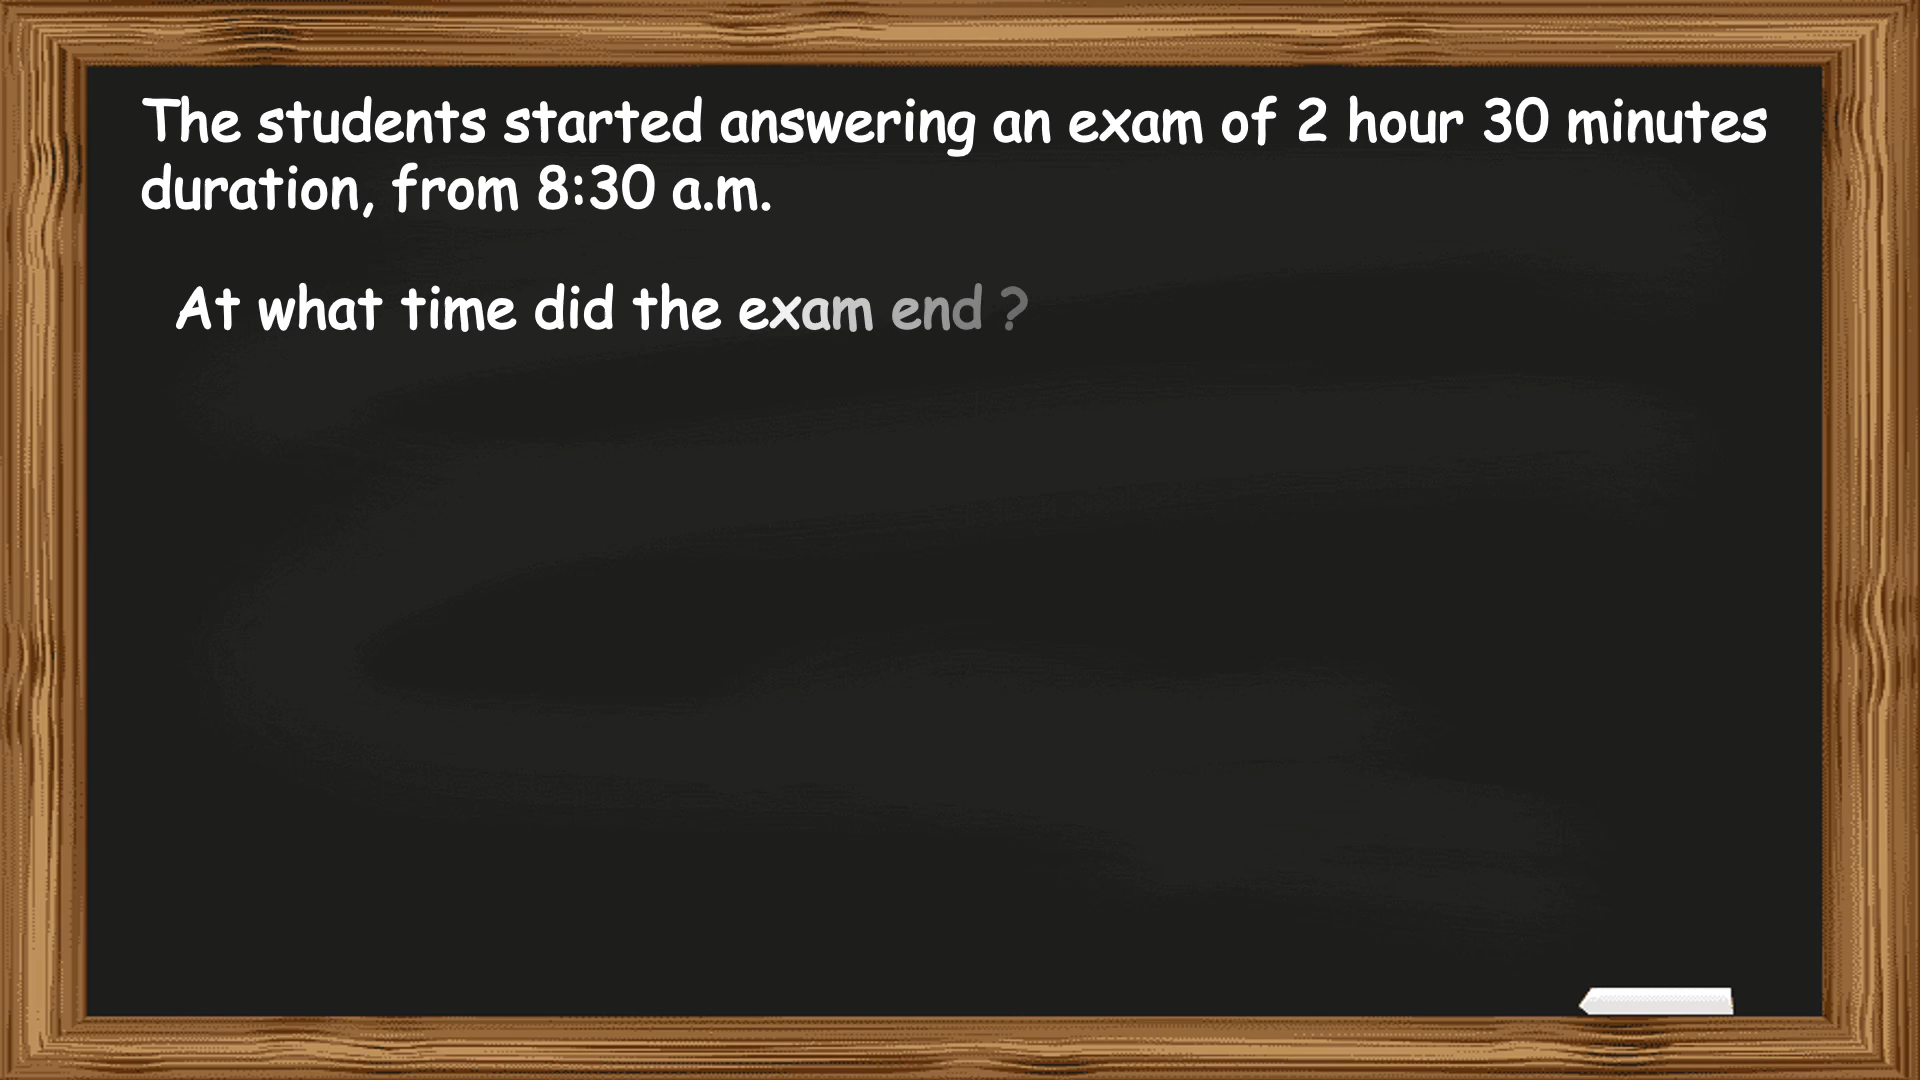 The students started answering an exam of 2 hour 30 minutes
duration, from 8:30 a.m.
At what time did the exam end ?